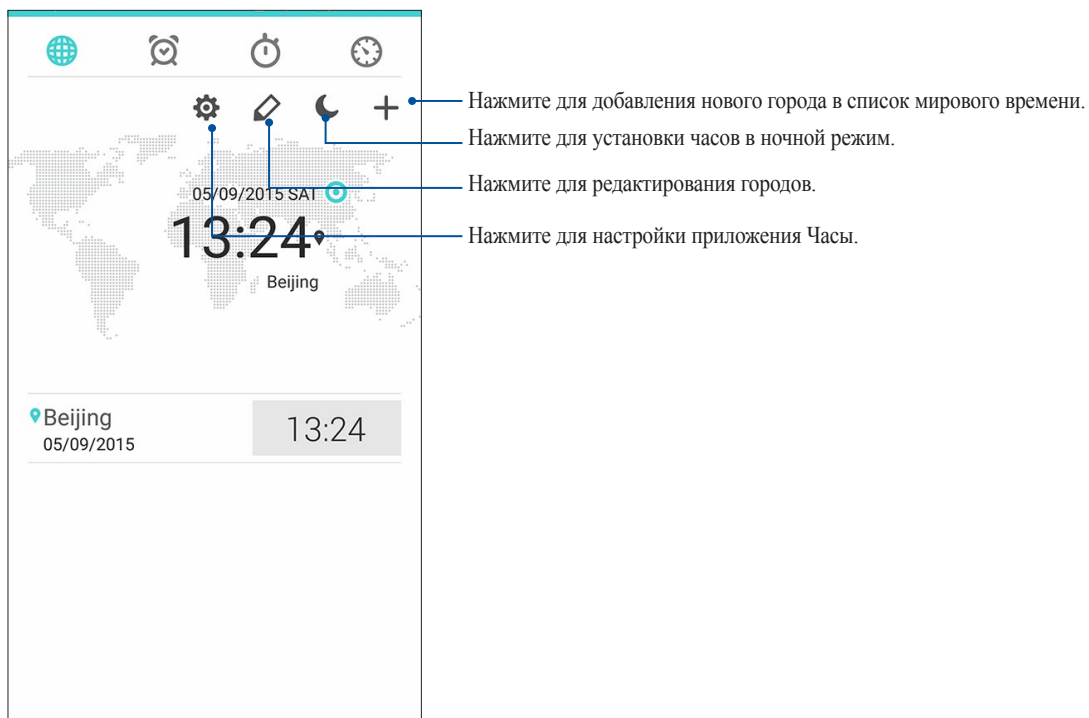 Нажмите для добавления нового города в список мирового времени.
Нажмите для установки часов в ночной режим.
Нажмите для редактирования городов.
Нажмите для настройки приложения Часы.
05/09/2015 SAT
13:24
Beijing
Beijing
05/09/2015
13:24